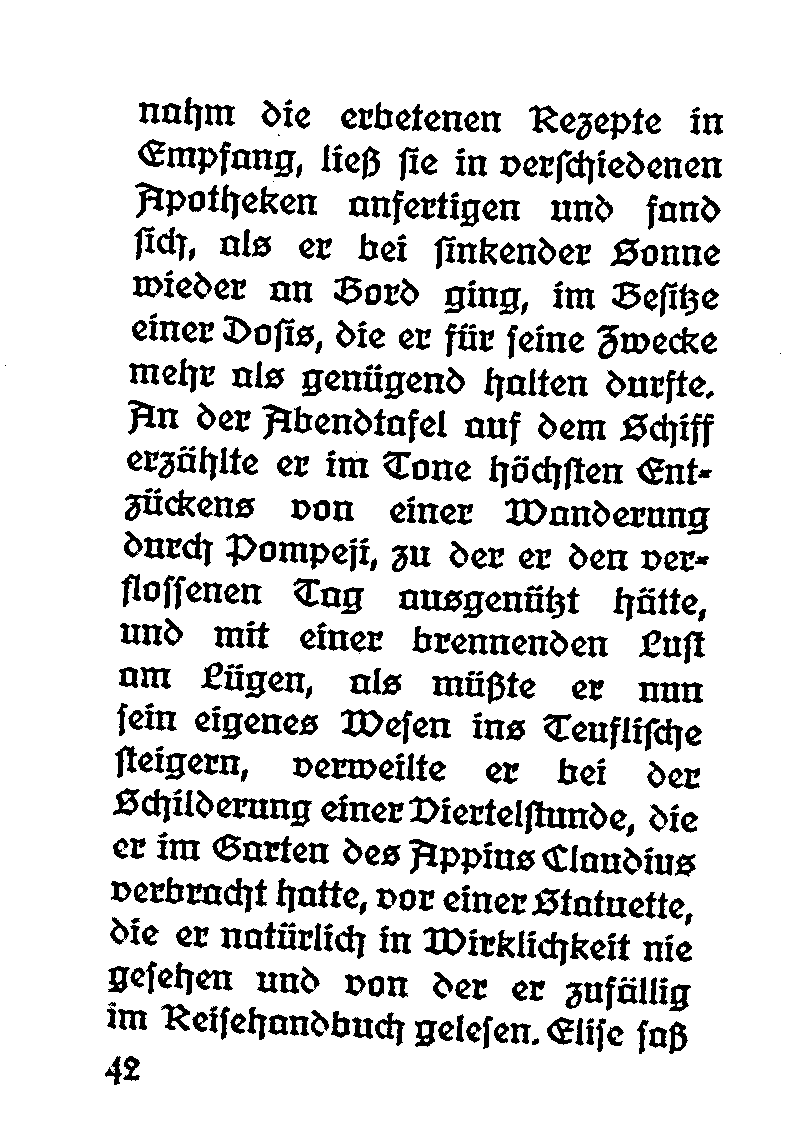 nahm die erbetenen Rezepte in
Empfang, ließ sie in verschiedenen
Apotheken anfertigen und fand
sich, als er bei sinkender Sonne
wieder an Bord ging, im Besitze
einer Dosis, die er für seine Zwecke
mehr als genügend halten durfte.
An der Abendtafel auf dem Schiff
erzählte er im Tone höchsten Ent-
zückens von einer Wanderung
durch Pompeji, zu der er den ver-
flossenen Tag ausgenützt hätte,
und mit einer brennenden Lust
am Lügen, als müßte er nun
sein eigenes Wesen ins Teuflische
steigern, verweilte er bei der
Schilderung einer Viertelstunde, die
er im Garten des Appius Claudius
verbracht hatte, vor einer Statuette,
die er natürlich in Wirklichkeit nie
gesehen und von der er zufällig
im Reisehandbuch gelesen. Elise saß
42